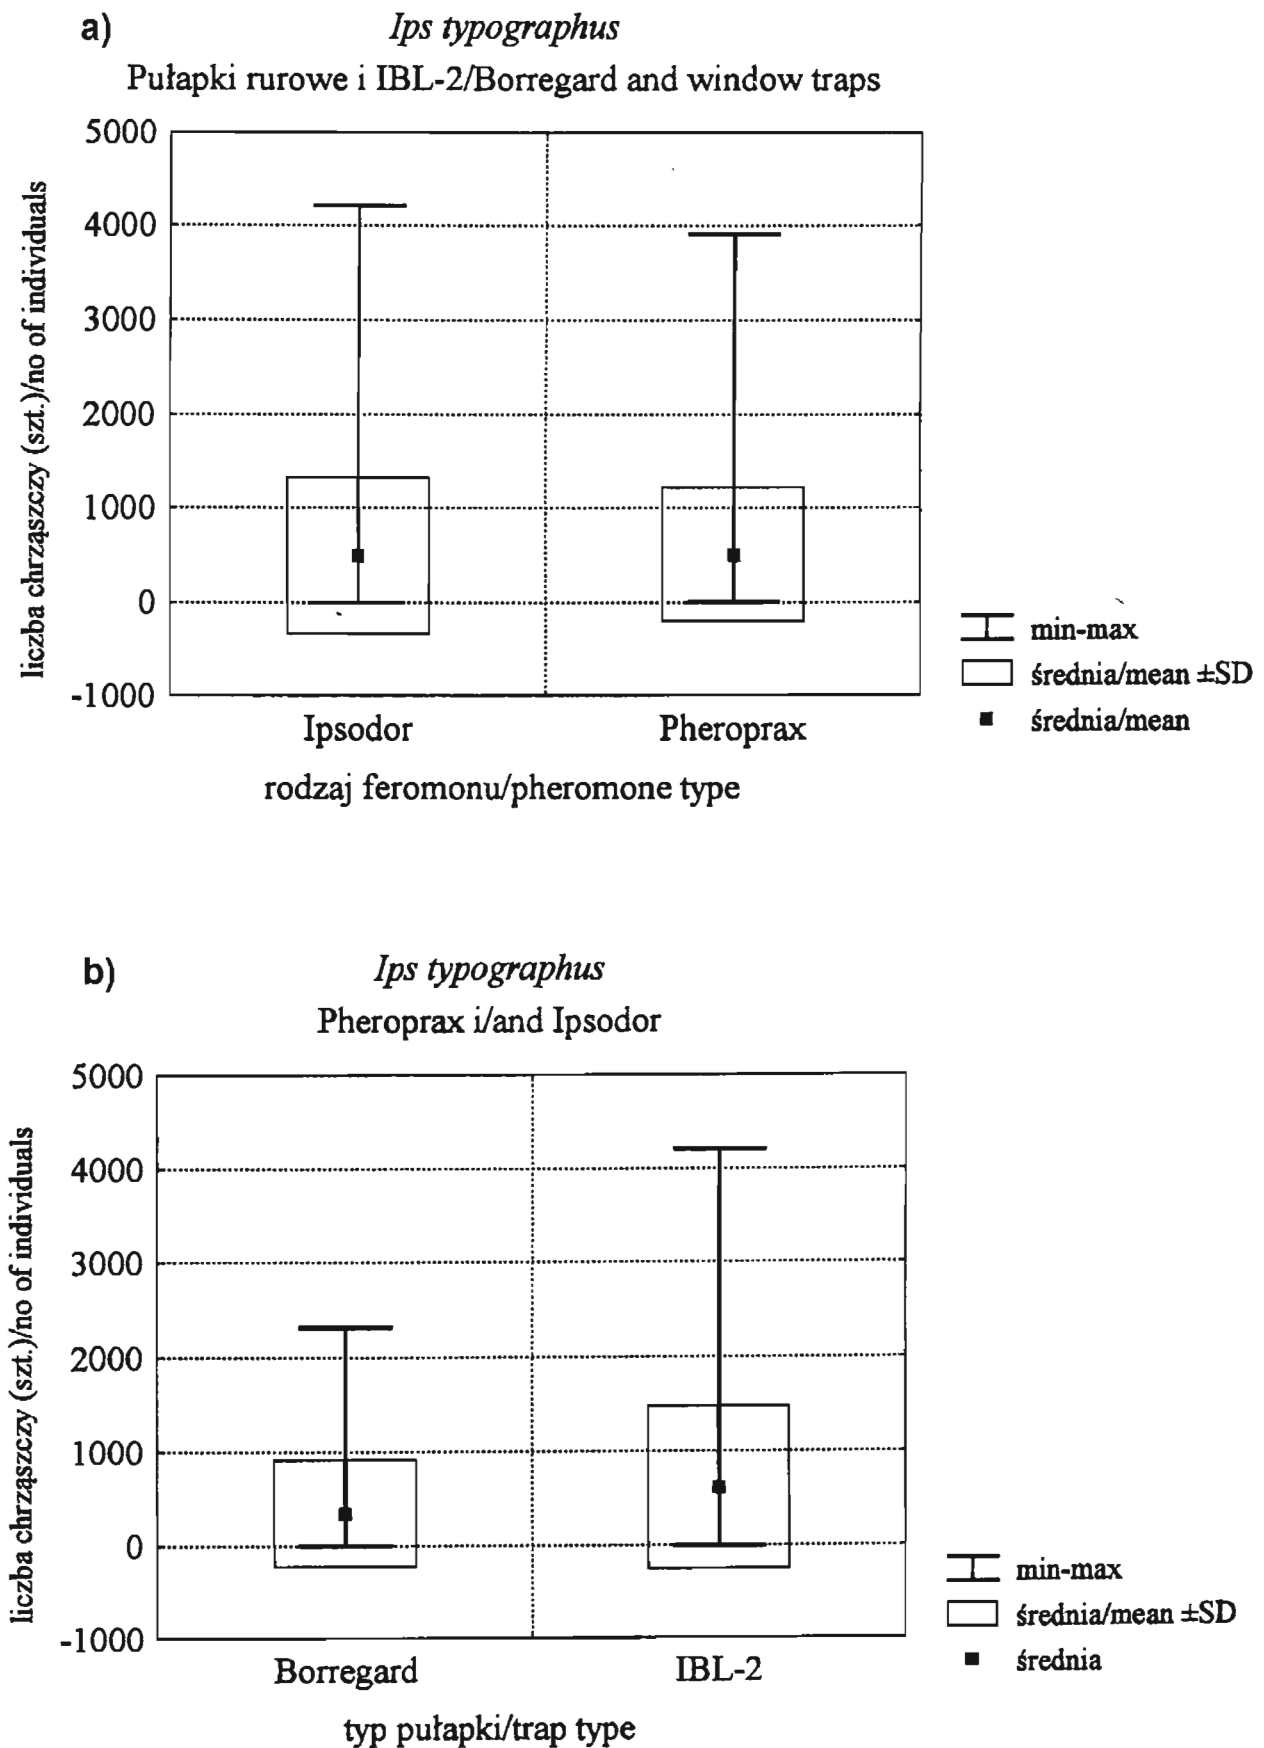 a)
Ips typographus
Pułapki rurowe i IBL-2/Borregard and window traps
liczba chrząszczy (szt.)/no of individuals
5000
4000
3000
2000
1000
0
-1000
Ipsodor Pheroprax
rodzaj feromonu/pheromone type
min-max
średnia/mean ±SD
średnia/mean
b)
Ips typographus
Pheroprax i/and Ipsodor
liczba chrząszczy (szt.)/no of individuals
5000
4000
3000
2000
1000
0
-1000
Borregard IBL-2
typ pułapki/trap type
min-max
średnia/mean ±SD
średnia